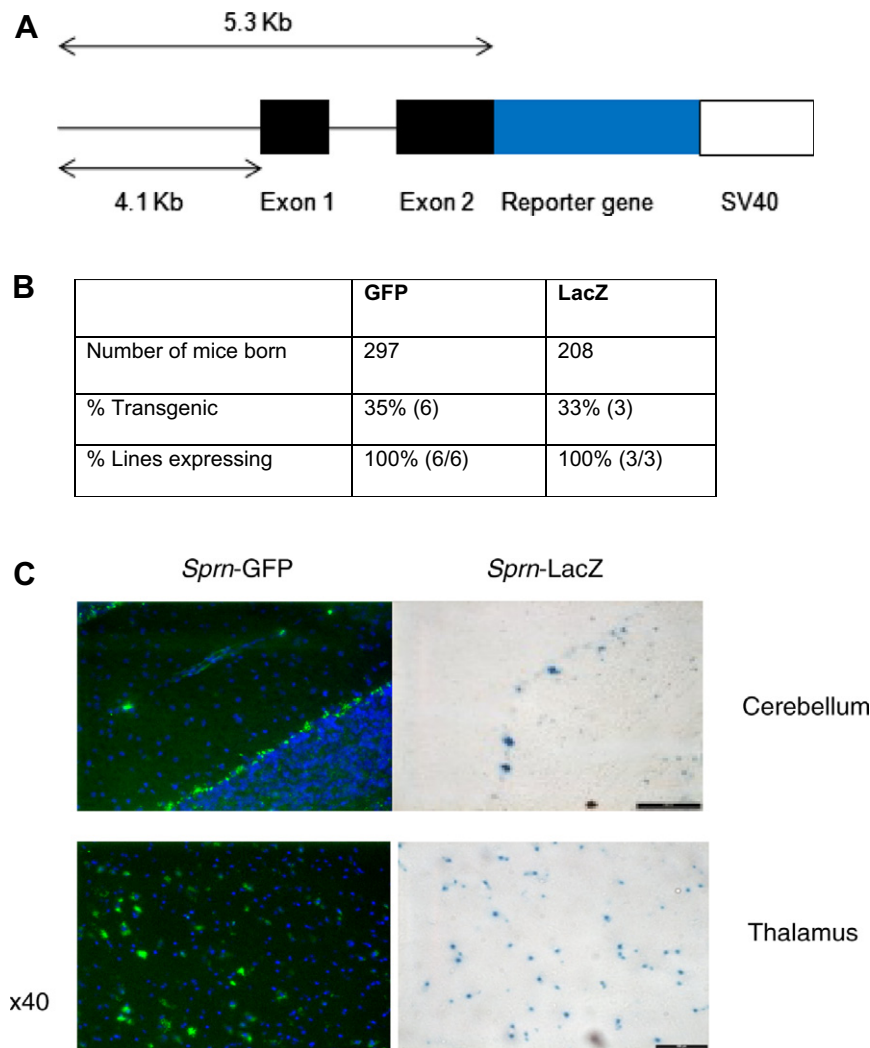 A
5.3 Kb
4.1 Kb Exon 1 Exon 2 Reporter gene SV40
B
GFP LacZ
Number of mice born 297 208
% Transgenic 35% (6) 33% (3)
% Lines expressing 100% (6/6) 100% (3/3)
C
Sprn-GFP Sprn-LacZ
Cerebellum
Thalamus
x40